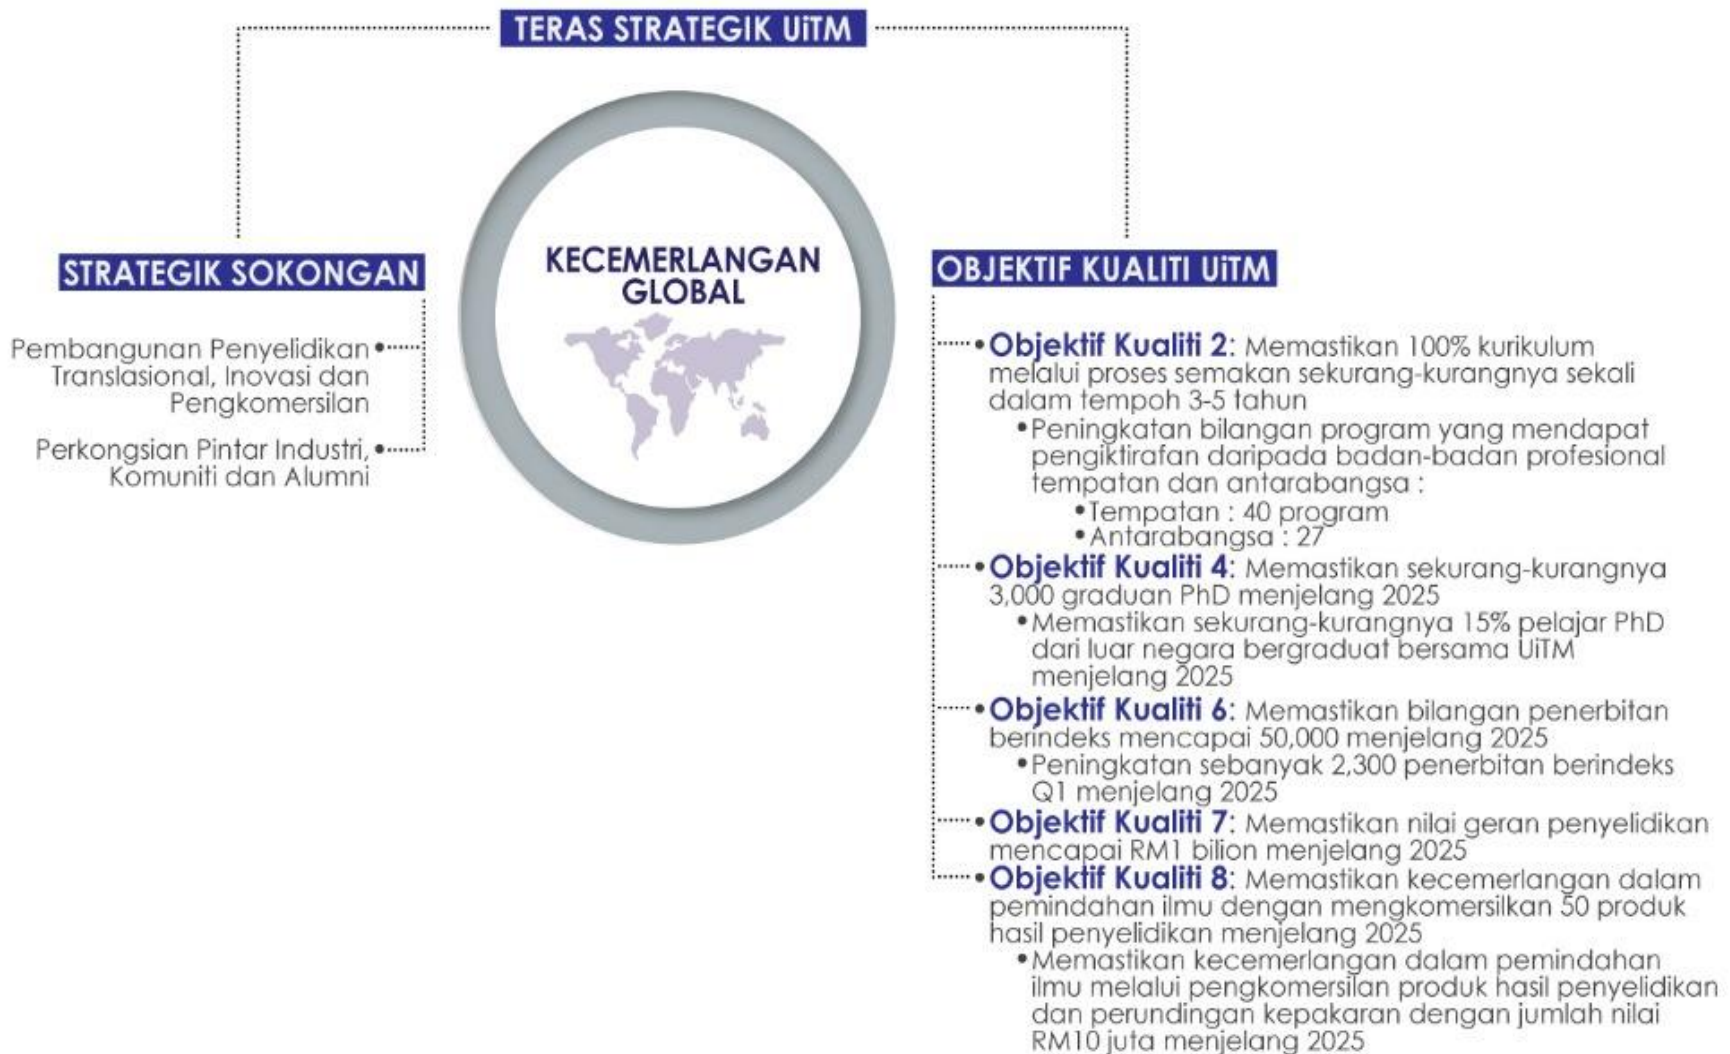 TERAS STRATEGIK UiTM
KECEMERLANGAN
GLOBAL
STRATEGIK SOKONGAN
Pembangunan Penyelidikan
Translasional, Inovasi dan
Pengkomersilan
Perkongsian Pintar Industri,
Komuniti dan Alumni
OBJEKTIF KUALITI UiTM
Objektif Kualiti 2: Memastikan 100% kurikulum
melalui proses semakan sekurang-kurangnya sekali
dalam tempoh 3-5 tahun
Peningkatan bilangan program yang mendapat
pengiktirafan daripada badan-badan profesional
tempatan dan antarabangsa :
Tempatan : 40 program
Antarabangsa : 27
Objektif Kualiti 4: Memastikan sekurang-kurangnya
3,000 graduan PhD menjelang 2025
Memastikan sekurang-kurangnya 15% pelajar PhD
dari luar negara bergraduat bersama UiTM
menjelang 2025
Objektif Kualiti 6: Memastikan bilangan penerbitan
berindeks mencapai 50,000 menjelang 2025
Peningkatan sebanyak 2,300 penerbitan berindeks
Q1 menjelang 2025
Objektif Kualiti 7: Memastikan nilai geran penyelidikan
mencapai RM1 bilion menjelang 2025
Objektif Kualiti 8: Memastikan kecemerlangan dalam
pemindahan ilmu dengan mengkomersilkan 50 produk
hasil penyelidikan menjelang 2025
Memastikan kecemerlangan dalam pemindahan
ilmu melalui pengkomersilan produk hasil penyelidikan
dan perundingan kepakaran dengan jumlah nilai
RM10 juta menjelang 2025